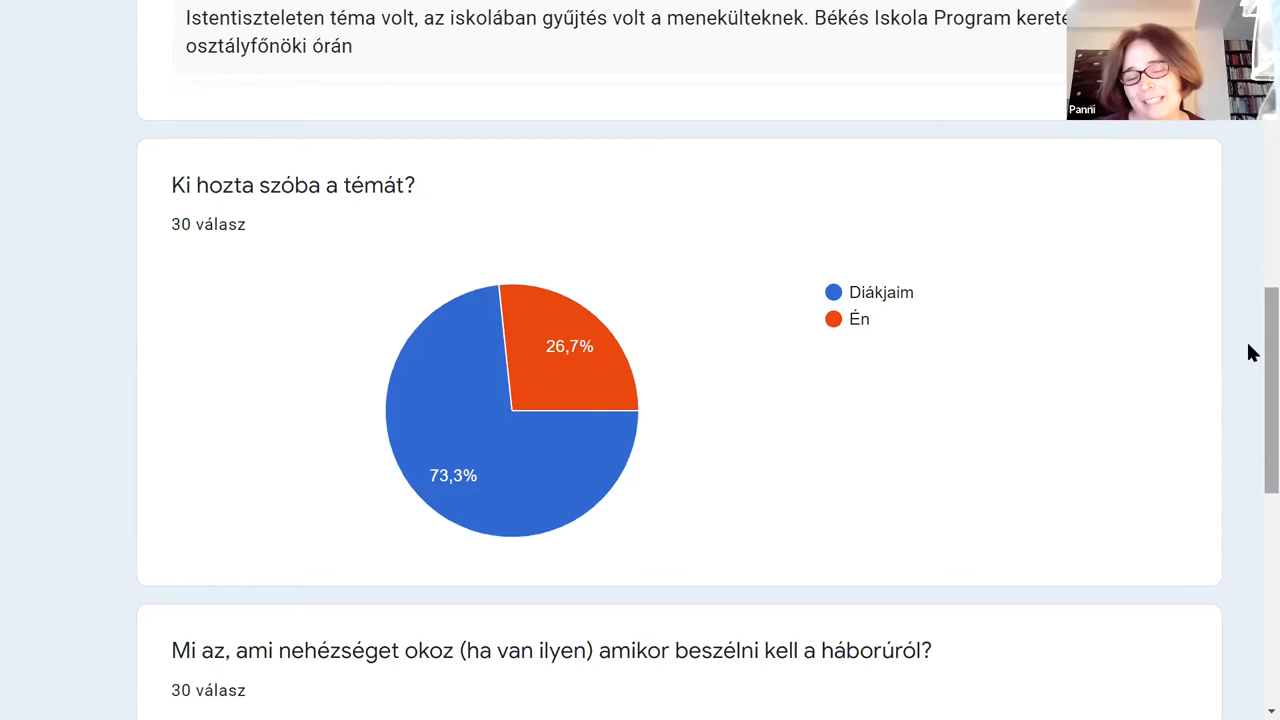 Istentiszteleten téma volt, az iskolában gyűjtés volt a menekülteknek. Békés Iskola Program
osztályfőnöki órán
Panni
Ki hozta szóba a témát?
30 válasz
Diákjaim
Én
26,7%
73,3%
Mi az, ami nehézséget okoz (ha van ilyen) amikor beszélni kell a háborúról?
30 válasz